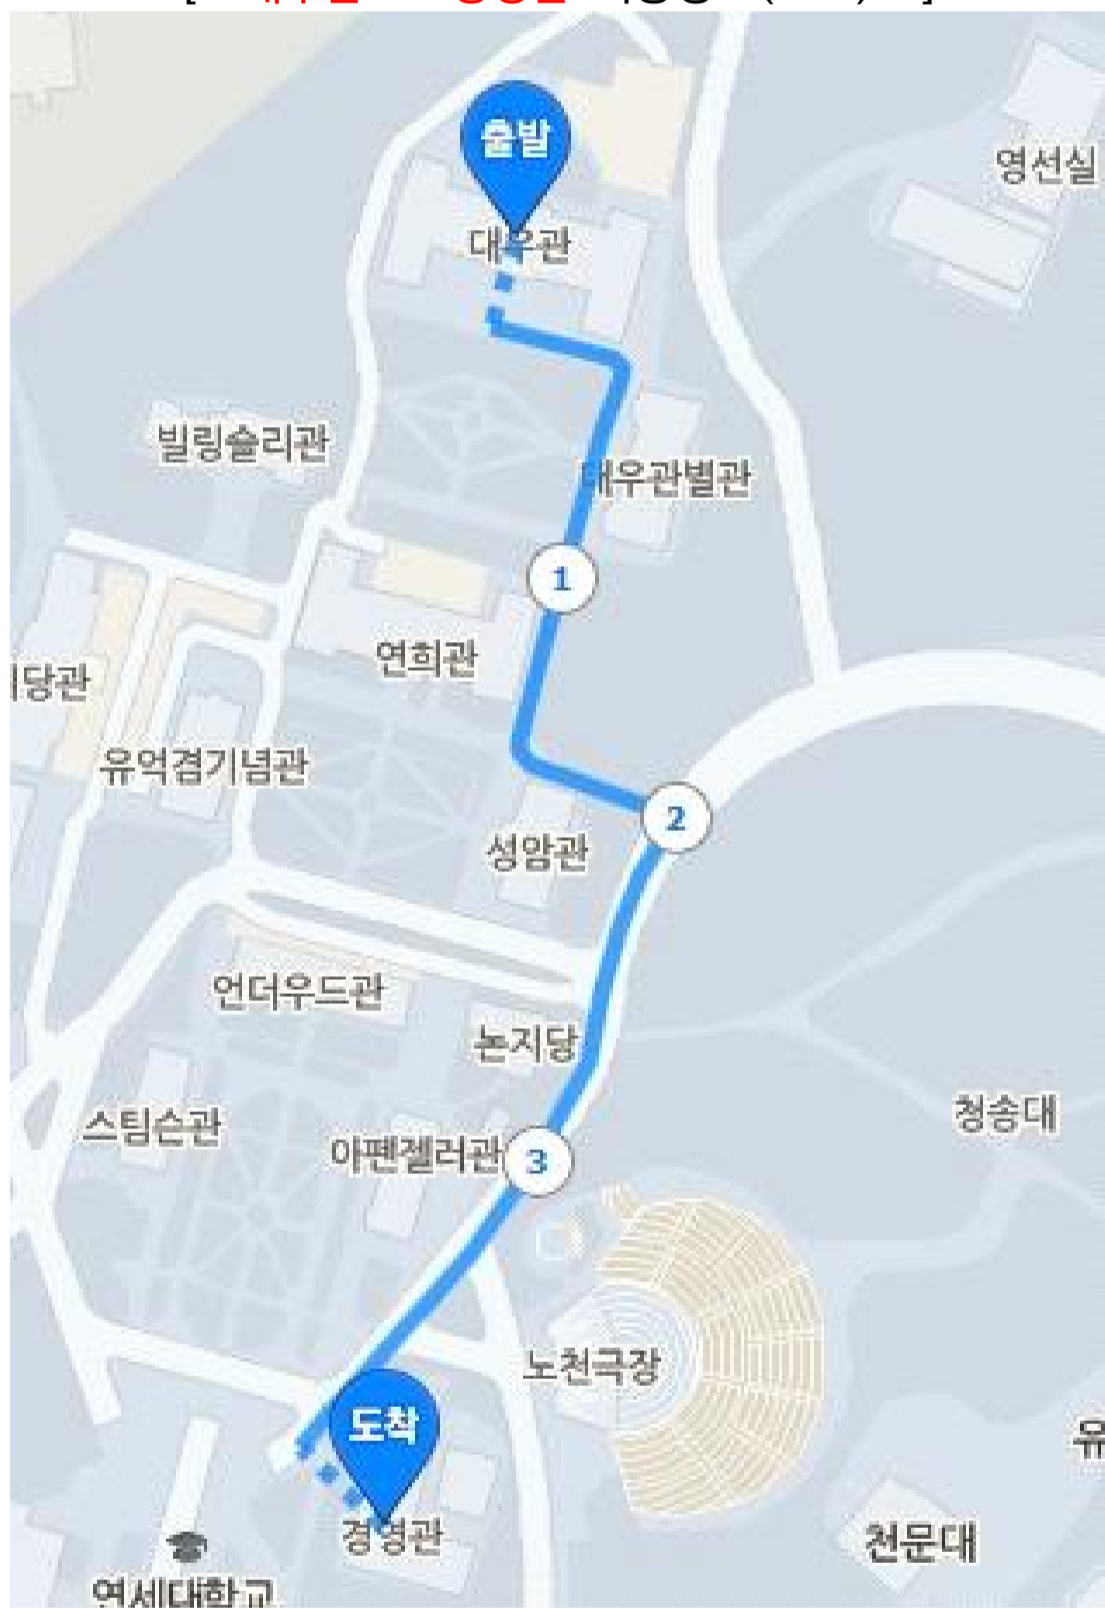 출발
영선실
대우관
빌링슬리관
대우관별관
1
연희관
당관
유억겸기념관
2
성암관
언더우드관
논지당
청송대
스팀슨관
아펜젤러관
3
노천극장
도착
유
경영관
천문대
연세대학교